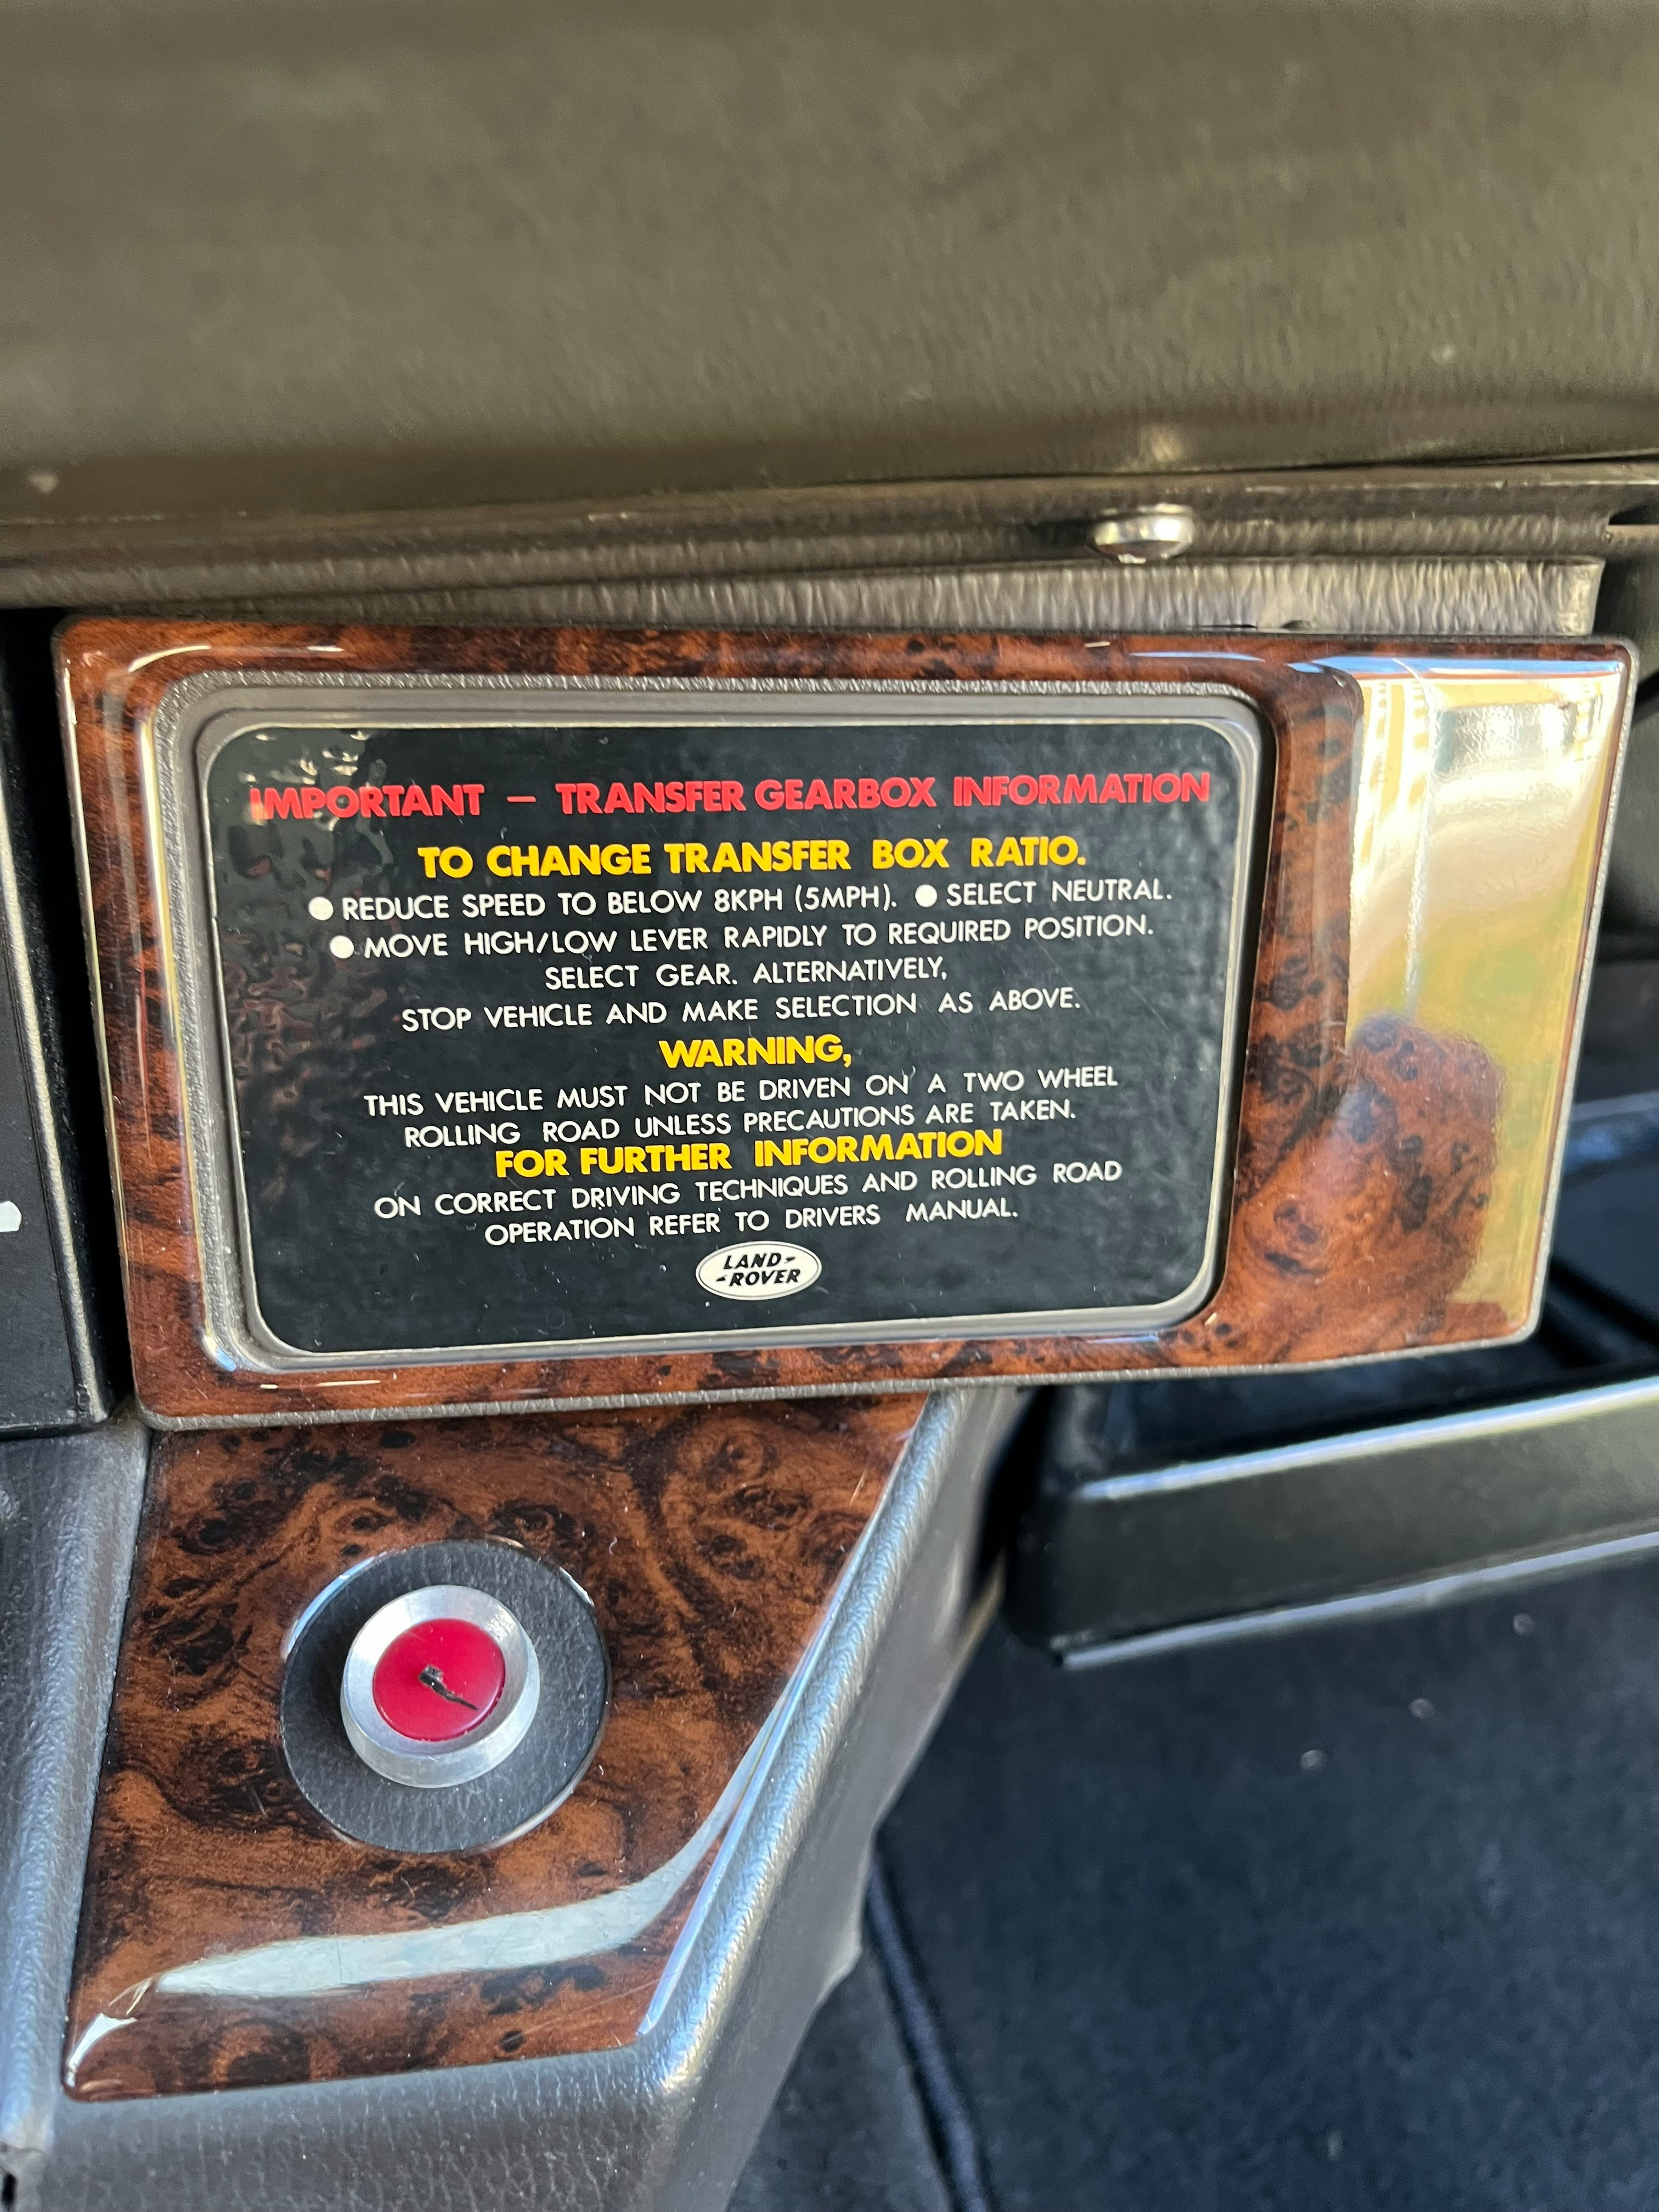 IMPORTANT – TRANSFER GEARBOX INFORMATION
TO CHANGE TRANSFER BOX RATIO.
● REDUCE SPEED TO BELOW 8KPH (5MPH). ● SELECT NEUTRAL.
● MOVE HIGH/LOW LEVER RAPIDLY TO REQUIRED POSITION.
SELECT GEAR. ALTERNATIVELY,
STOP VEHICLE AND MAKE SELECTION AS ABOVE.
WARNING,
THIS VEHICLE MUST NOT BE DRIVEN ON A TWO WHEEL
ROLLING ROAD UNLESS PRECAUTIONS ARE TAKEN.
FOR FURTHER INFORMATION
ON CORRECT DRIVING TECHNIQUES AND ROLLING ROAD
OPERATION REFER TO DRIVERS MANUAL.
LAND-
-ROVER